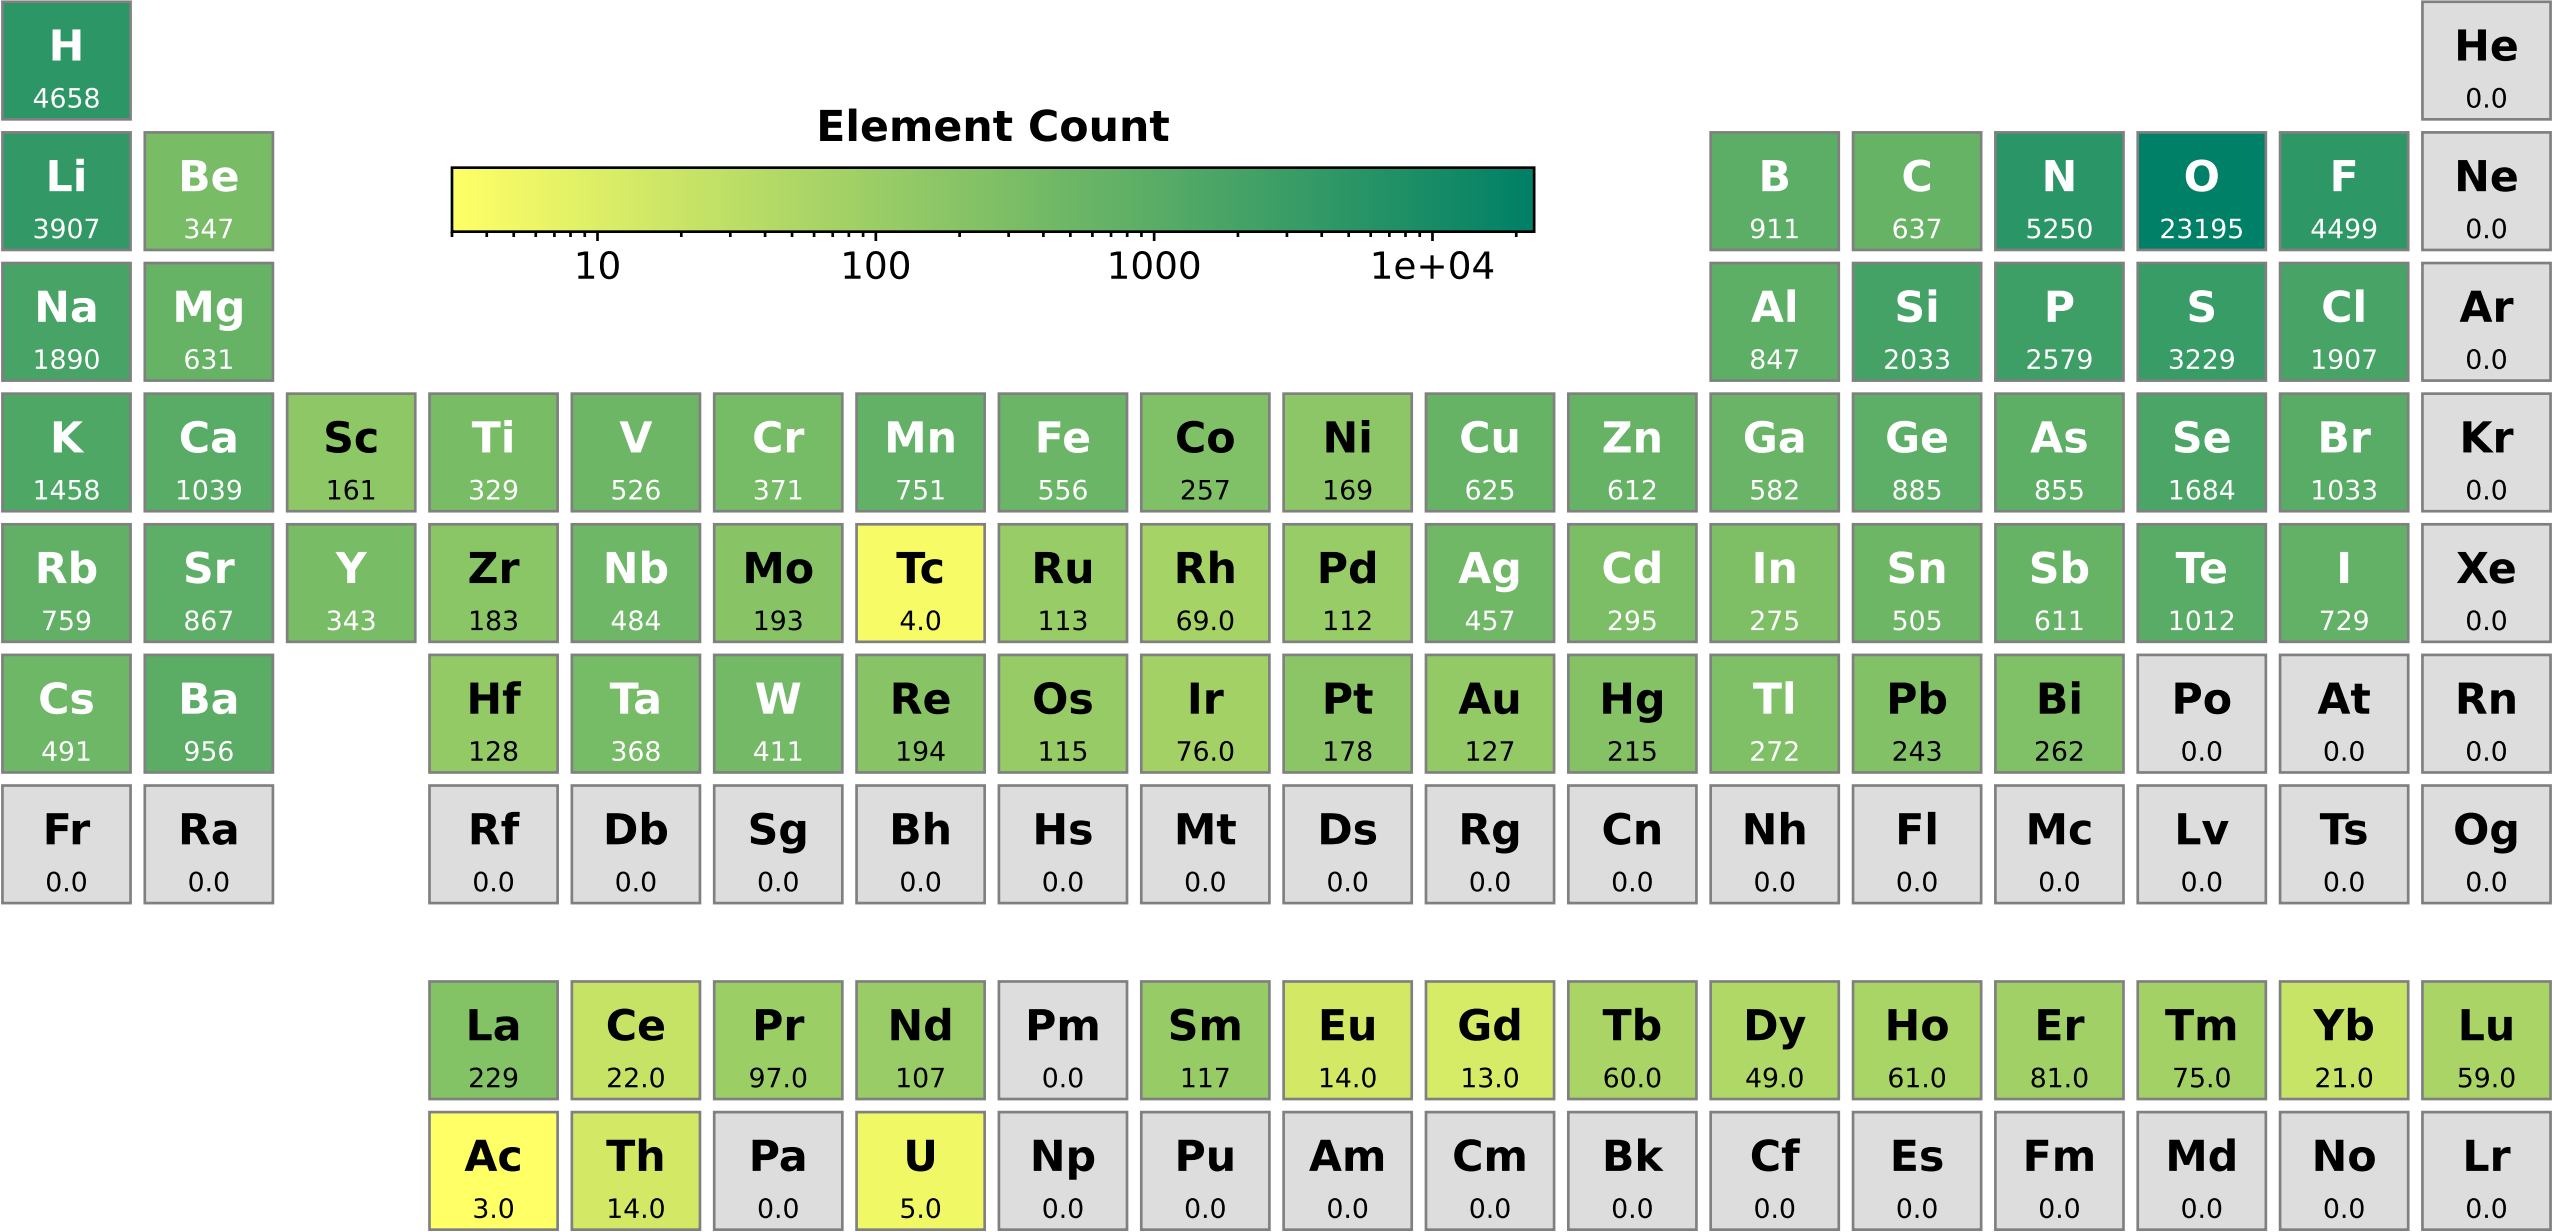 H He
4658 0.0
Element Count
Li Be B C N O F Ne
3907 347 911 637 5250 23195 4499 0.0
10 100 1000 1e+04
Na Mg Al Si P S Cl Ar
1890 631 847 2033 2579 3229 1907 0.0
K Ca Sc Ti V Cr Mn Fe Co Ni Cu Zn Ga Ge As Se Br Kr
1458 1039 161 329 526 371 751 556 257 169 625 612 582 885 855 1684 1033 0.0
Rb Sr Y Zr Nb Mo Tc Ru Rh Pd Ag Cd In Sn Sb Te I Xe
759 867 343 183 484 193 4.0 113 69.0 112 457 295 275 505 611 1012 729 0.0
Cs Ba Hf Ta W Re Os Ir Pt Au Hg Tl Pb Bi Po At Rn
491 956 128 368 411 194 115 76.0 178 127 215 272 243 262 0.0 0.0 0.0
Fr Ra Rf Db Sg Bh Hs Mt Ds Rg Cn Nh Fl Mc Lv Ts Og
0.0 0.0 0.0 0.0 0.0 0.0 0.0 0.0 0.0 0.0 0.0 0.0 0.0 0.0 0.0 0.0 0.0
La Ce Pr Nd Pm Sm Eu Gd Tb Dy Ho Er Tm Yb Lu
229 22.0 97.0 107 0.0 117 14.0 13.0 60.0 49.0 61.0 81.0 75.0 21.0 59.0
Ac Th Pa U Np Pu Am Cm Bk Cf Es Fm Md No Lr
3.0 14.0 0.0 5.0 0.0 0.0 0.0 0.0 0.0 0.0 0.0 0.0 0.0 0.0 0.0